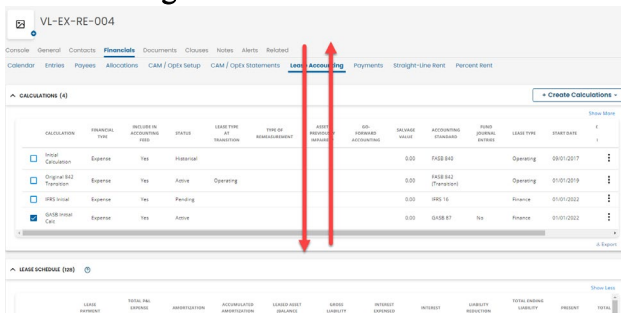 VL-EX-RE-004
Console General Contacts Financials Documents Clauses Notes Alerts Related
Calendar Entries Payees Allocations CAM / OpEx Setup CAM / OpEx Statements Lease Accounting Payments Straight-Line Rent Percent Rent
CALCULATIONS (4)
+ Create Calculations
Show More
CALCULATION FINANCIAL TYPE INCLUDE IN ACCOUNTING FEED STATUS LEASE TYPE AT TRANSITION TYPE OF REMEASUREMENT ASSET PREVIOUSLY IMPAIRED GO-FORWARD ACCOUNTING SALVAGE VALUE ACCOUNTING STANDARD FUND JOURNAL ENTRIES LEASE TYPE START DATE
Initial Calculation Expense Yes Historical 0.00 FASB 840 Operating 09/01/2017
Original 842 Transition Expense Yes Active Operating 0.00 FASB 842 (Transition) Operating 01/01/2019
IFRS Initial Expense Yes Pending 0.00 IFRS 16 Finance 01/01/2022
GASB Initial Calc Expense Yes Active 0.00 GASB 87 No Finance 01/01/2022
Export
LEASE SCHEDULE (128)
Show Less
LEASE PAYMENT TOTAL P&L EXPENSE AMORTIZATION ACCUMULATED AMORTIZATION LEASED ASSET (BALANCE GROSS LIABILITY INTEREST EXPENSED INTEREST LIABILITY REDUCTION TOTAL ENDING LIABILITY PRESENT TOTAL